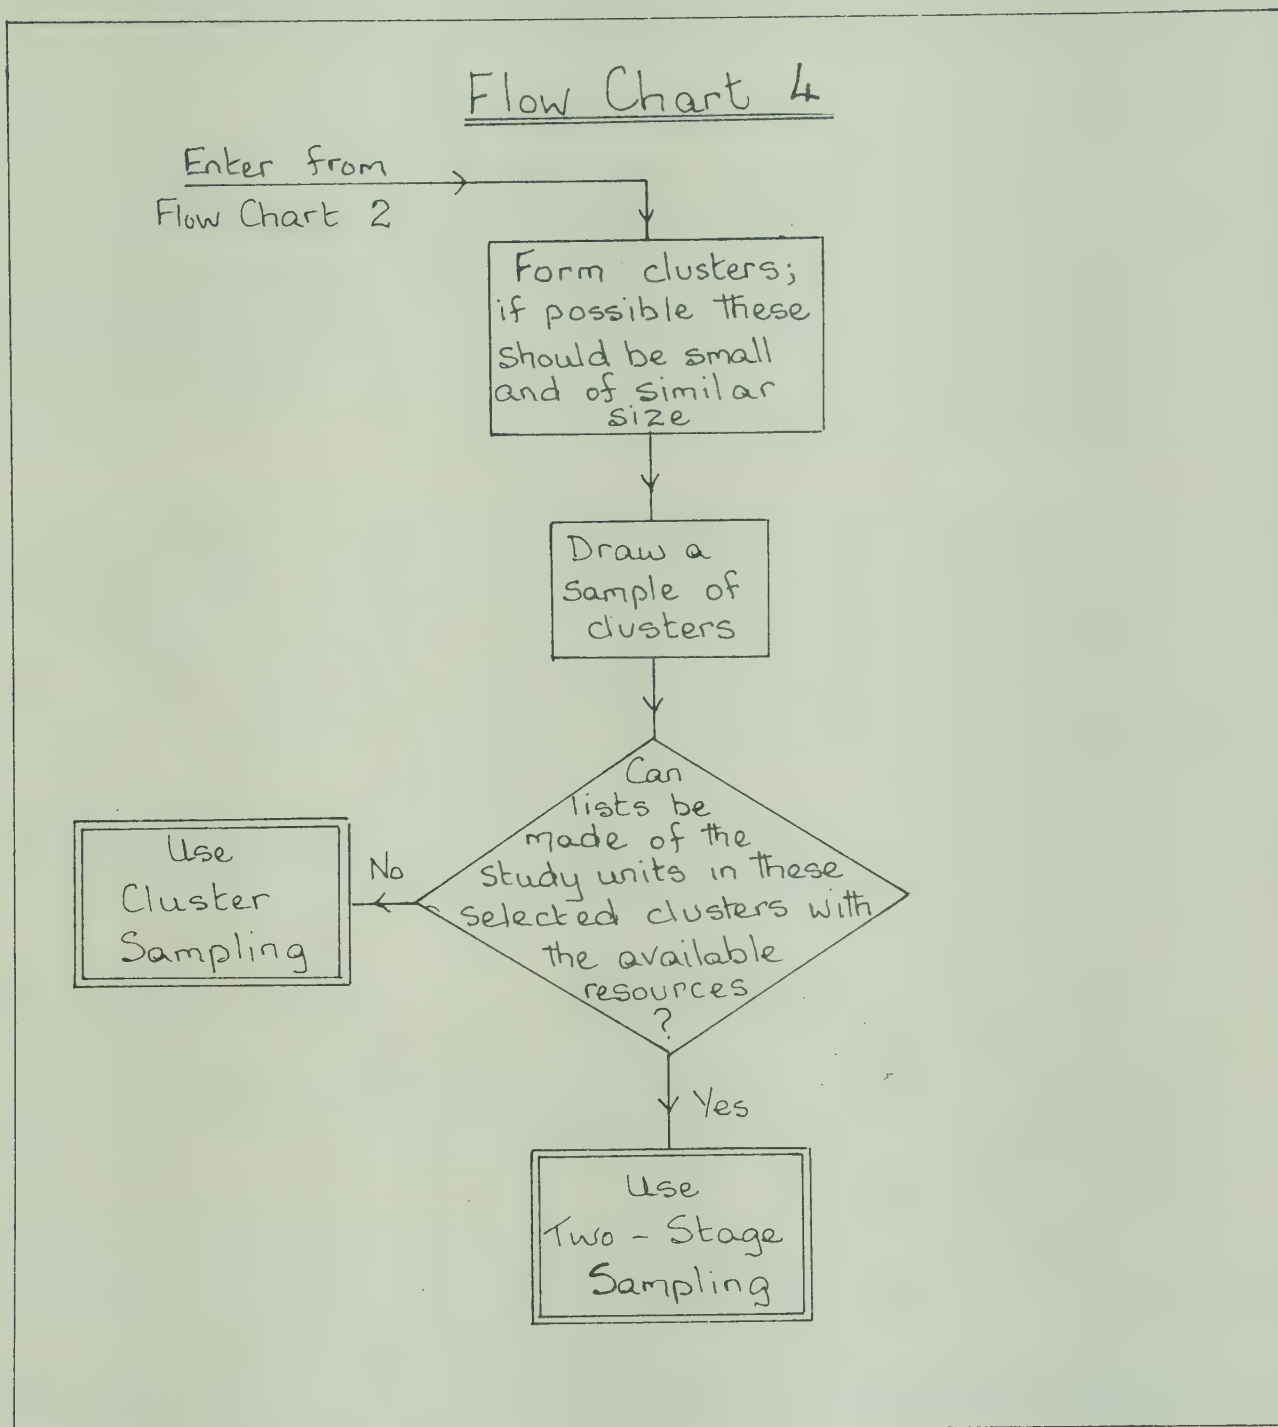 Flow Chart 4
Enter from
Flow Chart 2
Form clusters;
if possible these
should be small
and of similar
size
Draw a
sample of
clusters
Can
lists be
made of the
study units in these
selected clusters with
the available
resources
?
No
Use
Cluster
Sampling
Yes
Use
Two - Stage
Sampling